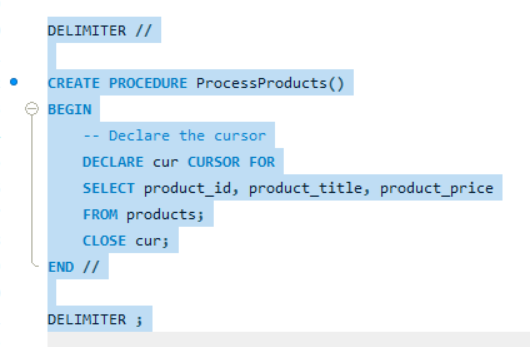 DELIMITER //
CREATE PROCEDURE ProcessProducts()
BEGIN
-- Declare the cursor
DECLARE cur CURSOR FOR
SELECT product_id, product_title, product_price
FROM products;
CLOSE cur;
END //
DELIMITER ;